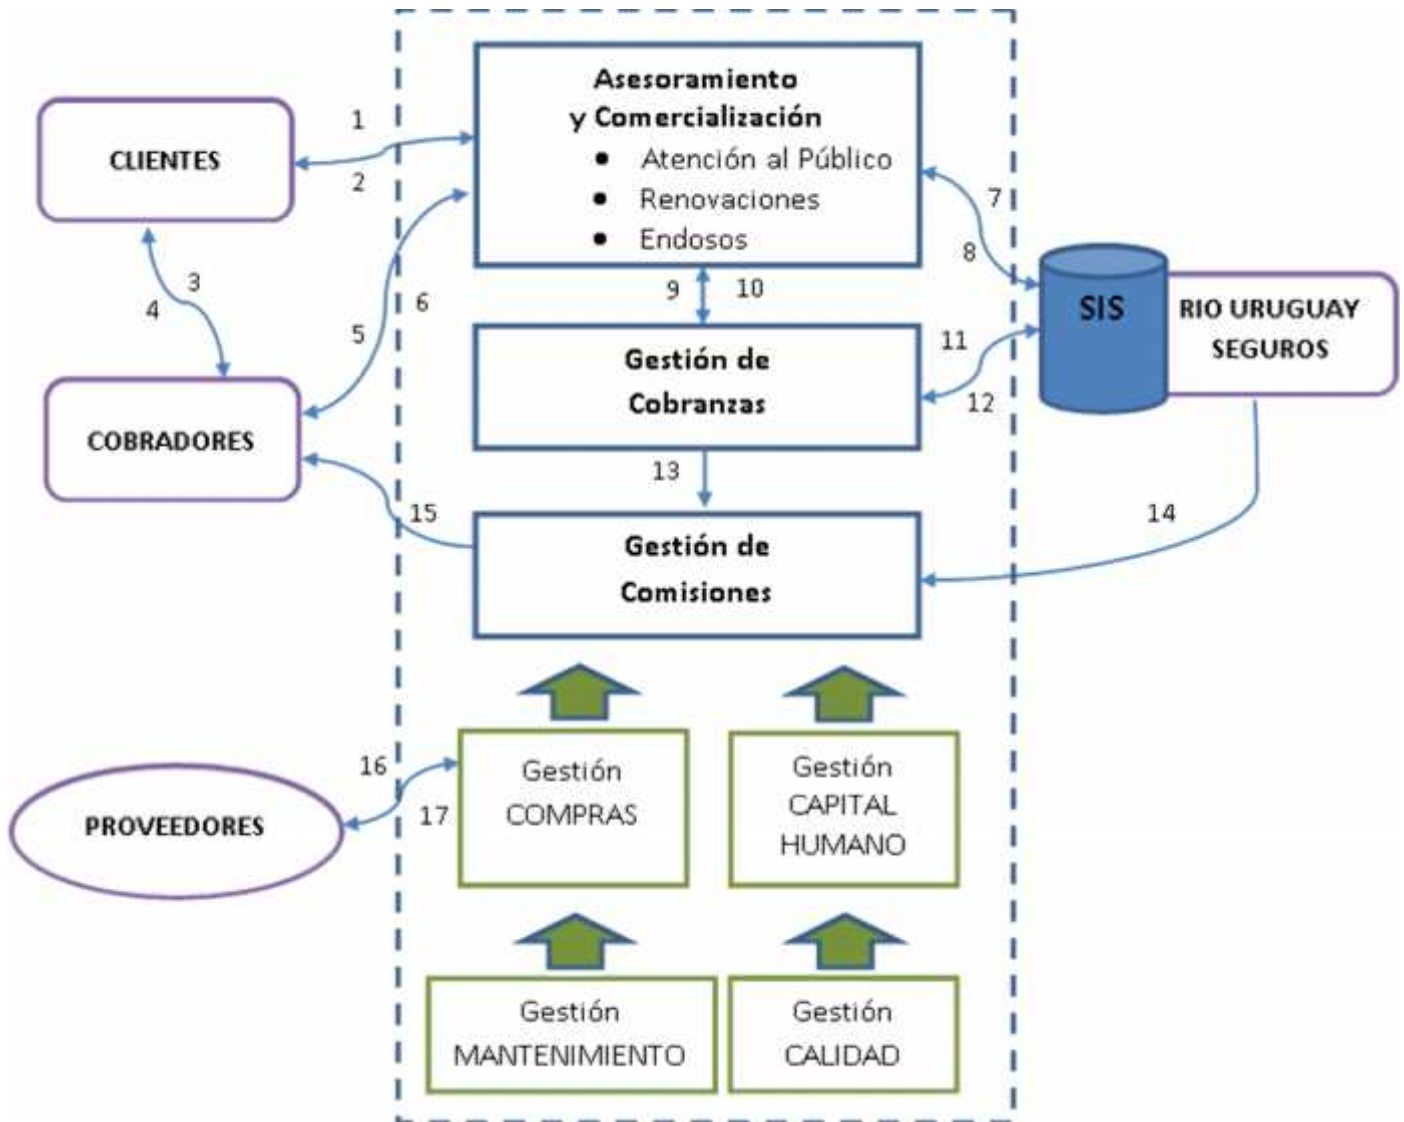 Asesoramiento
y Comercialización
• Atención al Público
• Renovaciones
• Endosos
CLIENTES
1
2
3
4
5
6
7
8
9
10
SIS
RIO URUGUAY
SEGUROS
Gestión de
Cobranzas
11
12
COBRADORES
13
14
15
Gestión de
Comisiones
16
17
PROVEEDORES
Gestión
COMPRAS
Gestión
CAPITAL
HUMANO
Gestión
MANTENIMIENTO
Gestión
CALIDAD